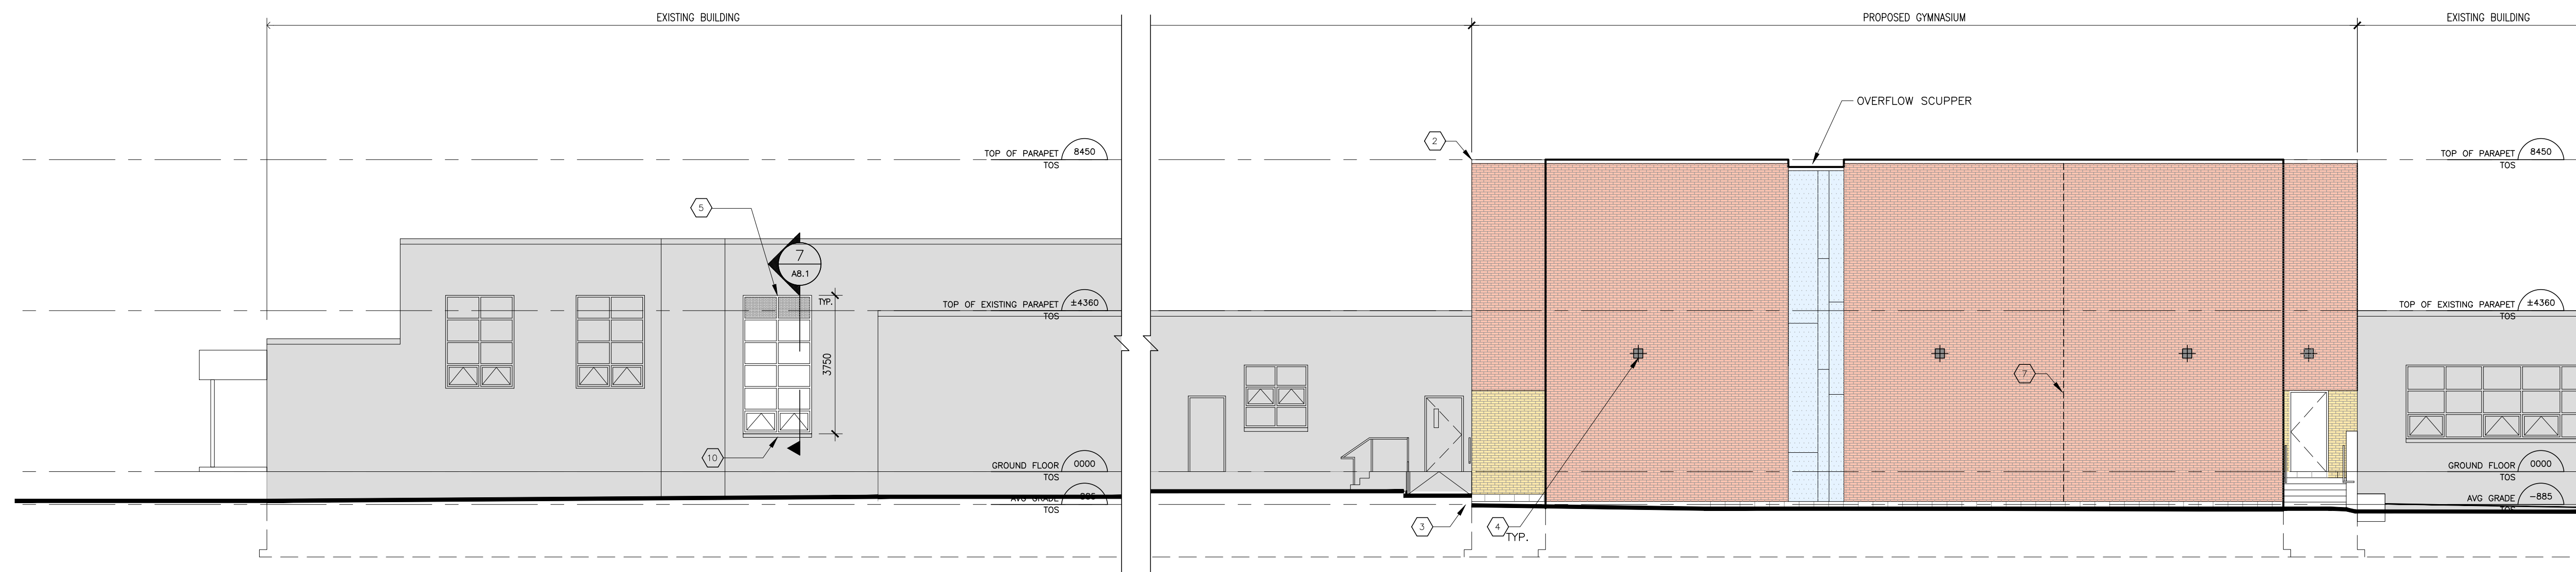 EXISTING BUILDING
PROPOSED GYMNASIUM
EXISTING BUILDING
OVERFLOW SCUPPER
2
TOP OF PARAPET 8450
TOS
TOP OF PARAPET 8450
TOS
5
7
A8.1
TYP.
TOP OF EXISTING PARAPET ±4360
TOS
TOP OF EXISTING PARAPET ±4360
TOS
3750
7
10
GROUND FLOOR 0000
TOS
GROUND FLOOR 0000
TOS
AVG GRADE -885
TOS
AVG GRADE -885
TOS
3
4
TYP.